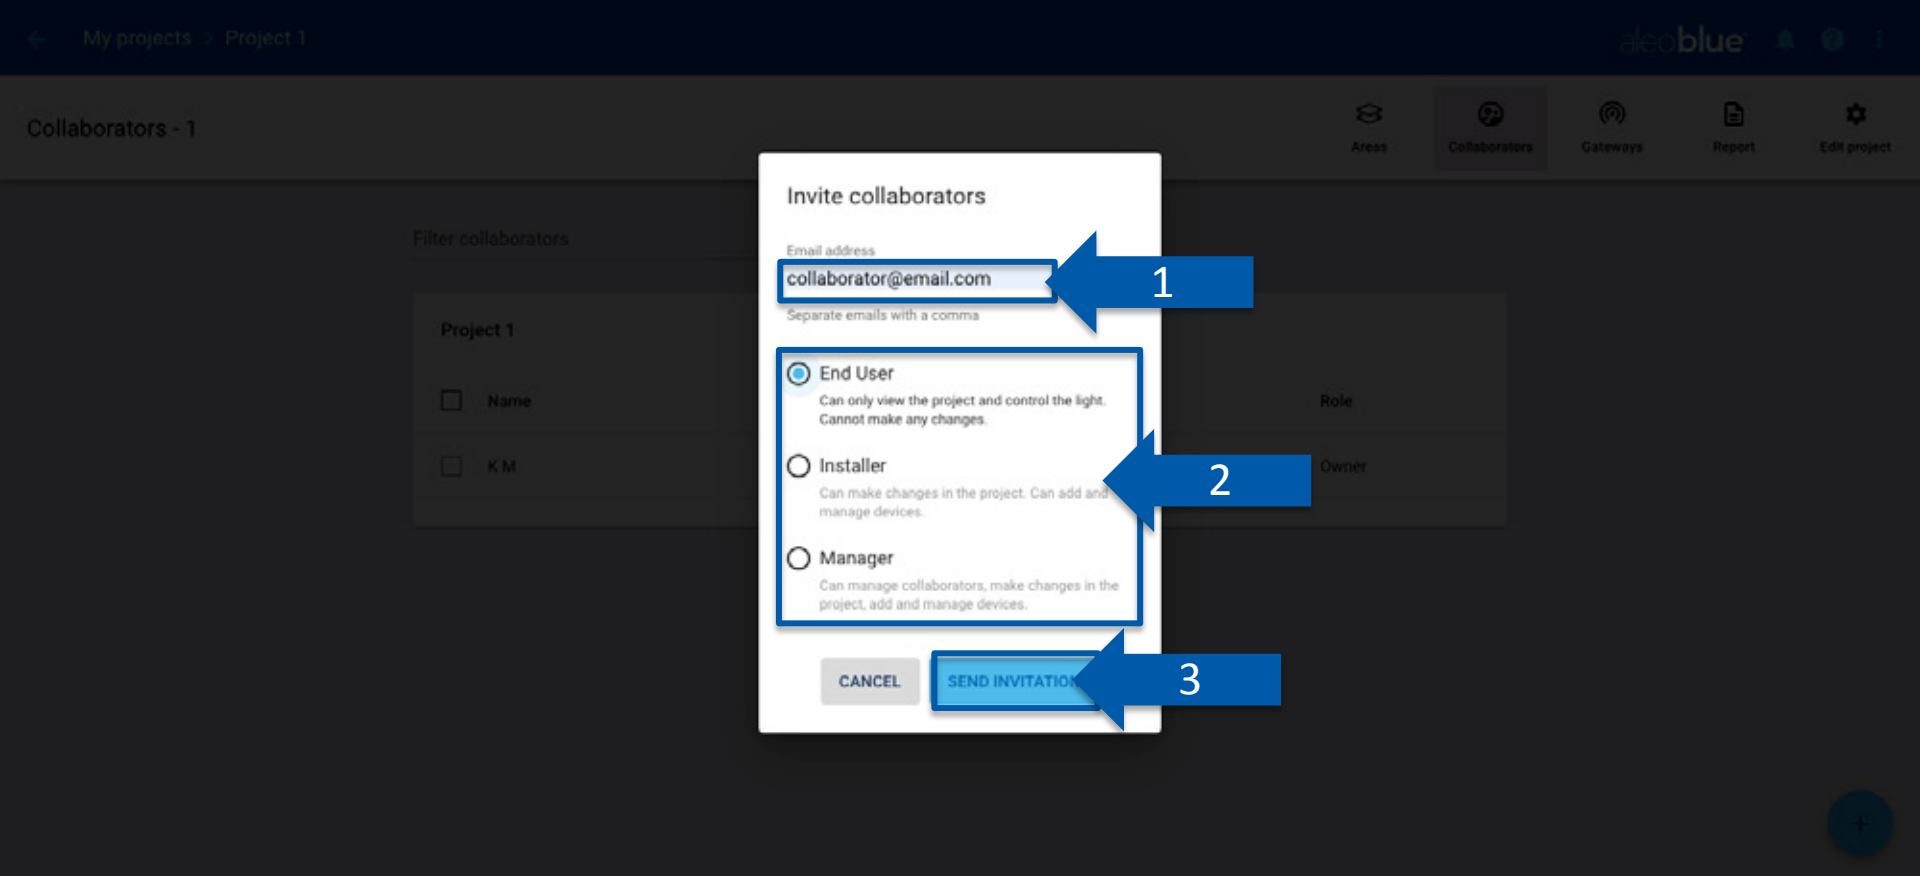 My projects > Project 1
aleoblue
Collaborators - 1
Areas
Collaborators
Gateways
Report
Edit project
Filter collaborators
Project 1
Name
Role
K M
Owner
Invite collaborators
Email address
collaborator@email.com
1
Separate emails with a comma
End User
Can only view the project and control the light.
Cannot make any changes.
Installer
Can make changes in the project. Can add and
manage devices.
2
Manager
Can manage collaborators, make changes in the
project, add and manage devices.
CANCEL
SEND INVITATION
3